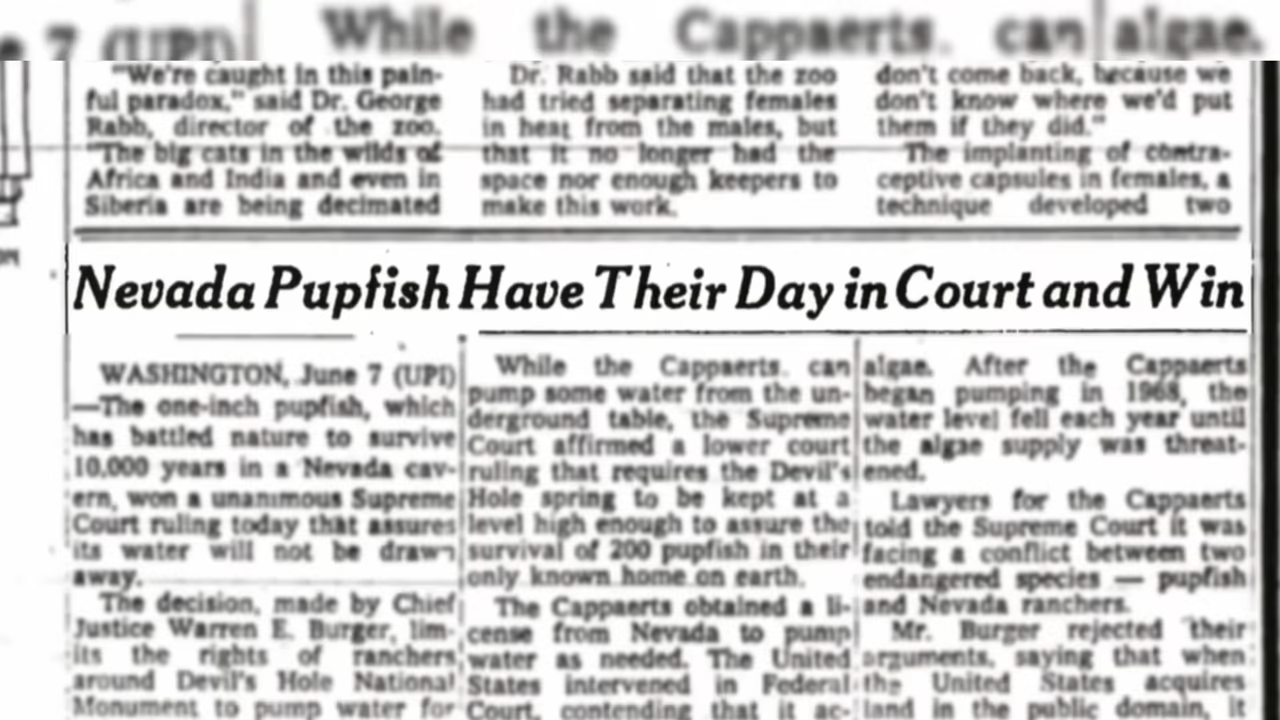 e 7 (UPI) While the Cappaerts can algae.
"We're caught in this pain-
ful paradox," said Dr. George
Rabb, director of the zoo.
"The big cats in the wilds of
Africa and India and even in
Siberia are being decimated
Dr. Rabb said that the zoo
had tried separating females
in heat from the males, but
that it no longer had the
space nor enough keepers to
make this work.
don't come back, because we
don't know where we'd put
them if they did."
The implanting of contra-
ceptive capsules in females, a
technique developed two
Nevada Pupfish Have Their Day in Court and Win
WASHINGTON, June 7 (UPI)
—The one-inch pupfish, which
has battled nature to survive
10,000 years in a Nevada cav-
ern, won a unanimous Supreme
Court ruling today that assures
its water will not be drawn
away.
The decision, made by Chief
Justice Warren E. Burger, lim-
its the rights of ranchers
around Devil's Hole National
Monument to pump water for
While the Cappaerts can
pump some water from the un-
derground table, the Supreme
Court affirmed a lower court
ruling that requires the Devil's
Hole spring to be kept at a
level high enough to assure the
survival of 200 pupfish in their
only known home on earth.
The Cappaerts obtained a li-
cense from Nevada to pump
water as needed. The United
States intervened in Federal
Court, contending that it ac-
algae. After the Cappaerts
began pumping in 1968, the
water level fell each year until
the algae supply was threat-
ened.
Lawyers for the Cappaerts
told the Supreme Court it was
facing a conflict between two
endangered species — pupfish
and Nevada ranchers.
Mr. Burger rejected their
arguments, saying that when
the United States acquires
land in the public domain, it